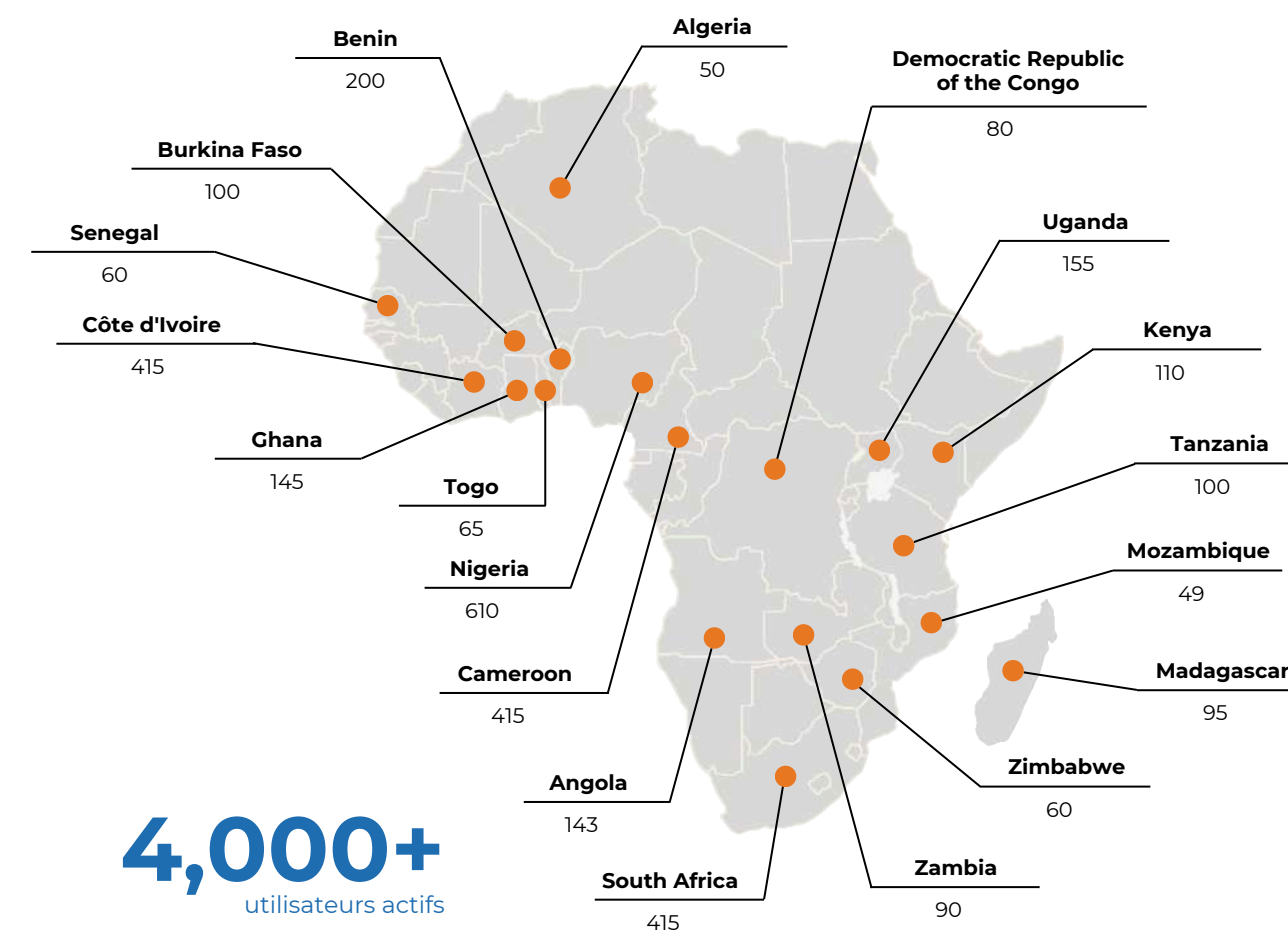 Algeria
50
Benin
200
Democratic Republic
of the Congo
80
Burkina Faso
100
Uganda
155
Senegal
60
Côte d'Ivoire
415
Kenya
110
Ghana
145
Tanzania
100
Togo
65
Mozambique
49
Nigeria
610
Cameroon
415
Madagascar
95
Zimbabwe
60
Angola
143
Zambia
90
South Africa
415
4,000+
utilisateurs actifs